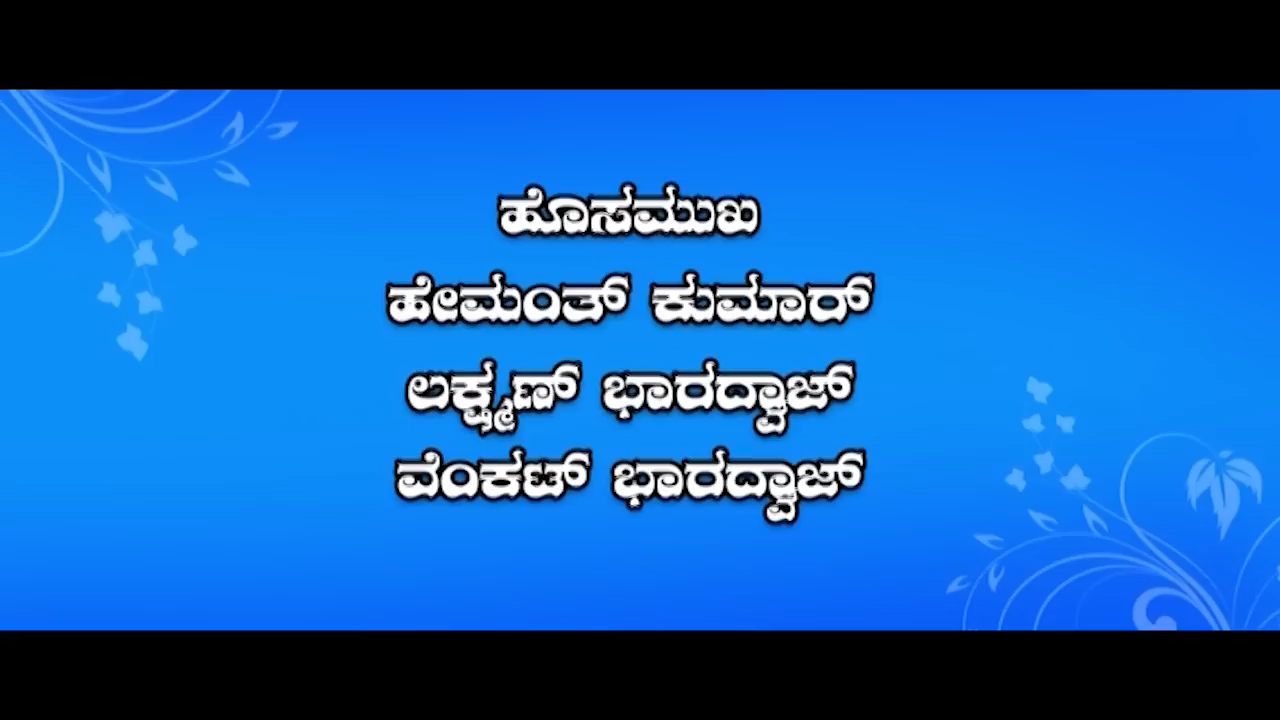 ಹೊಸಮುಖ
ಹೇಮಂತ್ ಕುಮಾರ್
ಲಕ್ಷ್ಮಣ್ ಭಾರದ್ವಾಜ್
ವೆಂಕಟ್ ಭಾರದ್ವಾಜ್